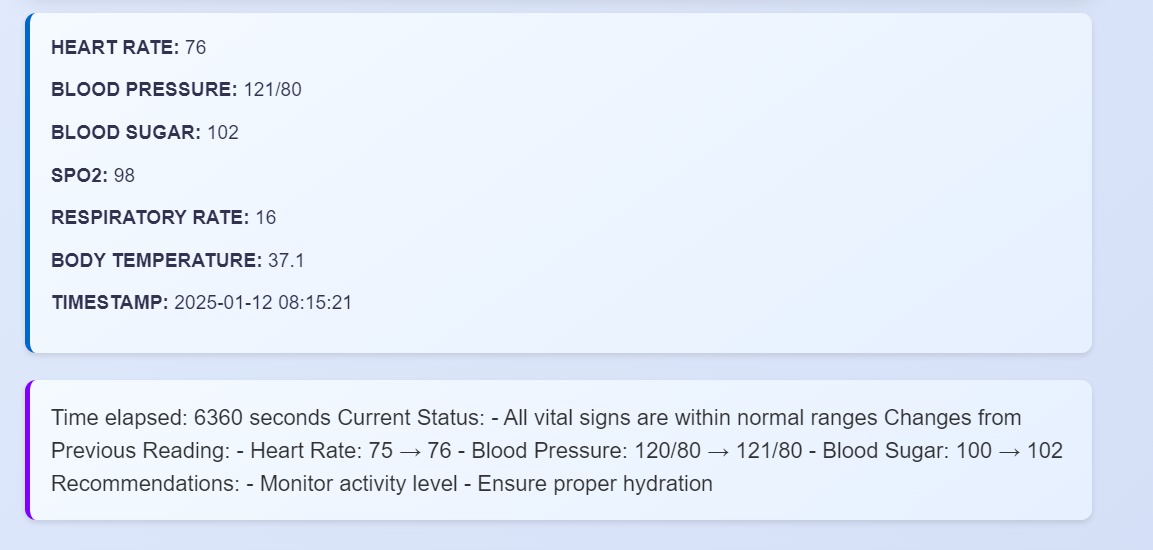 HEART RATE: 76
BLOOD PRESSURE: 121/80
BLOOD SUGAR: 102
SPO2: 98
RESPIRATORY RATE: 16
BODY TEMPERATURE: 37.1
TIMESTAMP: 2025-01-12 08:15:21
Time elapsed: 6360 seconds Current Status: - All vital signs are within normal ranges Changes from
Previous Reading: - Heart Rate: 75 → 76 - Blood Pressure: 120/80 → 121/80 - Blood Sugar: 100 → 102
Recommendations: - Monitor activity level - Ensure proper hydration